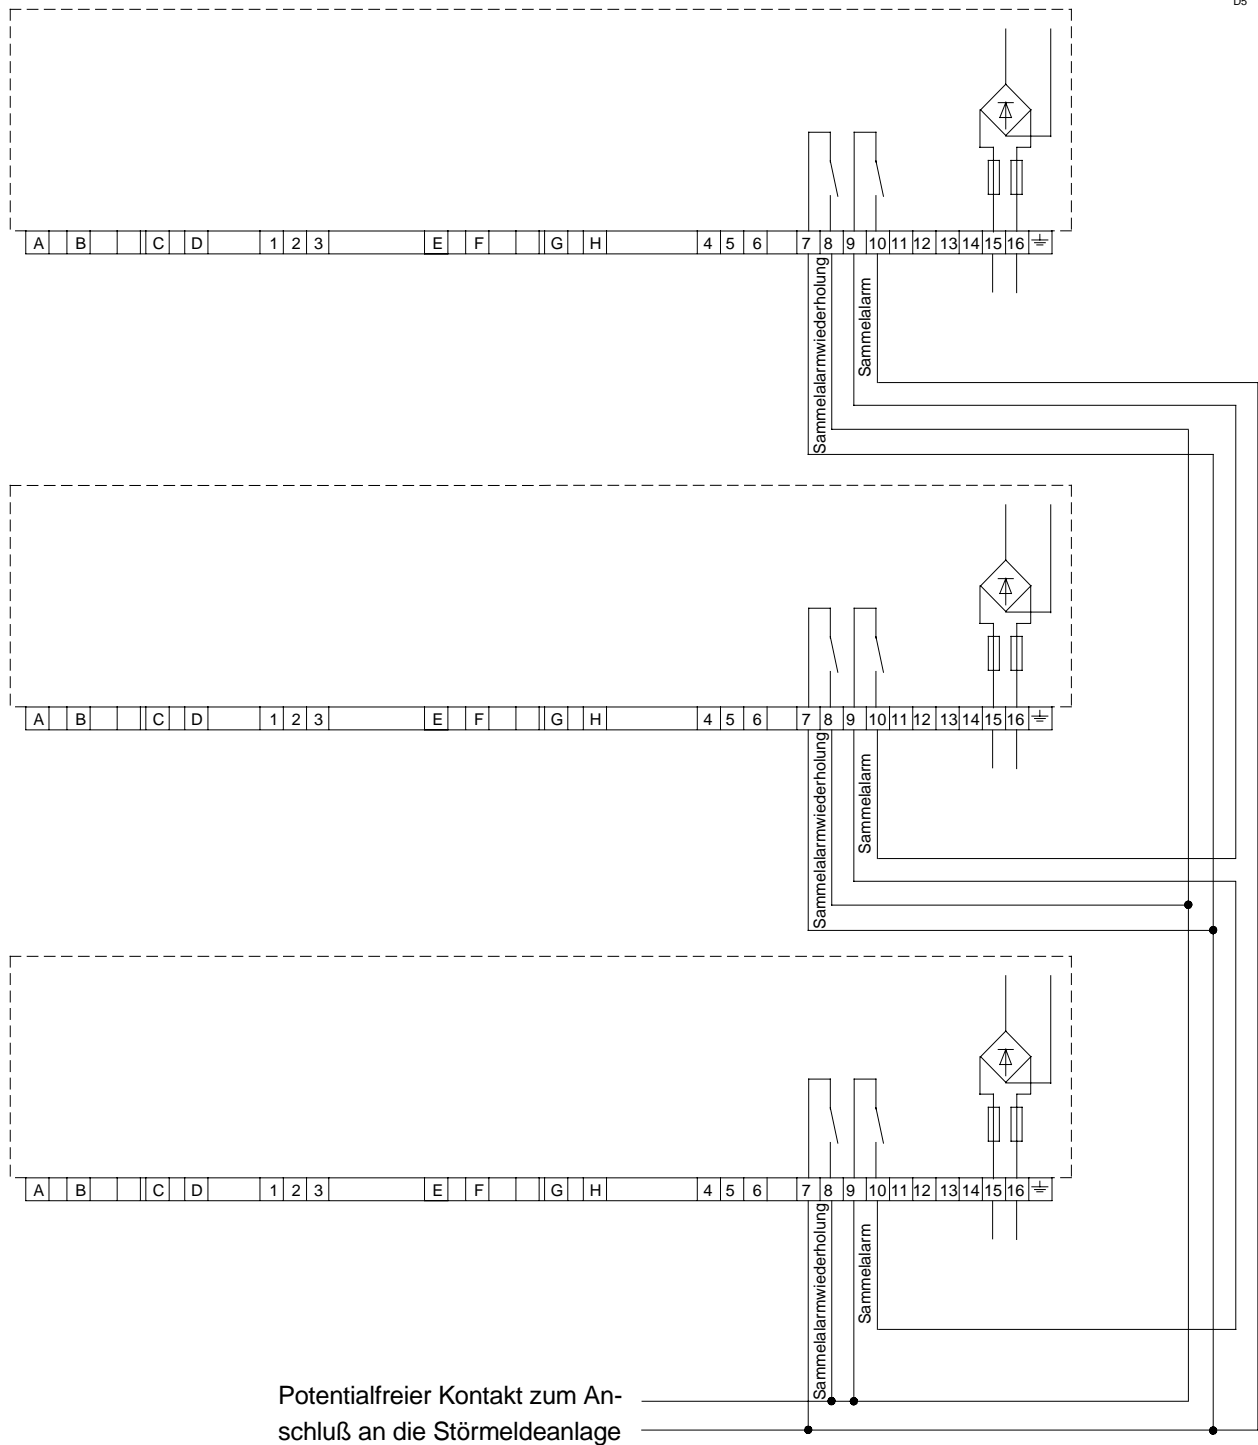 D5
A B C D 1 2 3 E F G H 4 5 6 7 8 9 10 11 12 13 14 15 16
Sammelalarmwiederholung
Sammelalarm
A B C D 1 2 3 E F G H 4 5 6 7 8 9 10 11 12 13 14 15 16
Sammelalarmwiederholung
Sammelalarm
A B C D 1 2 3 E F G H 4 5 6 7 8 9 10 11 12 13 14 15 16
Sammelalarmwiederholung
Sammelalarm
Potentialfreier Kontakt zum An-
schluß an die Störmeldeanlage